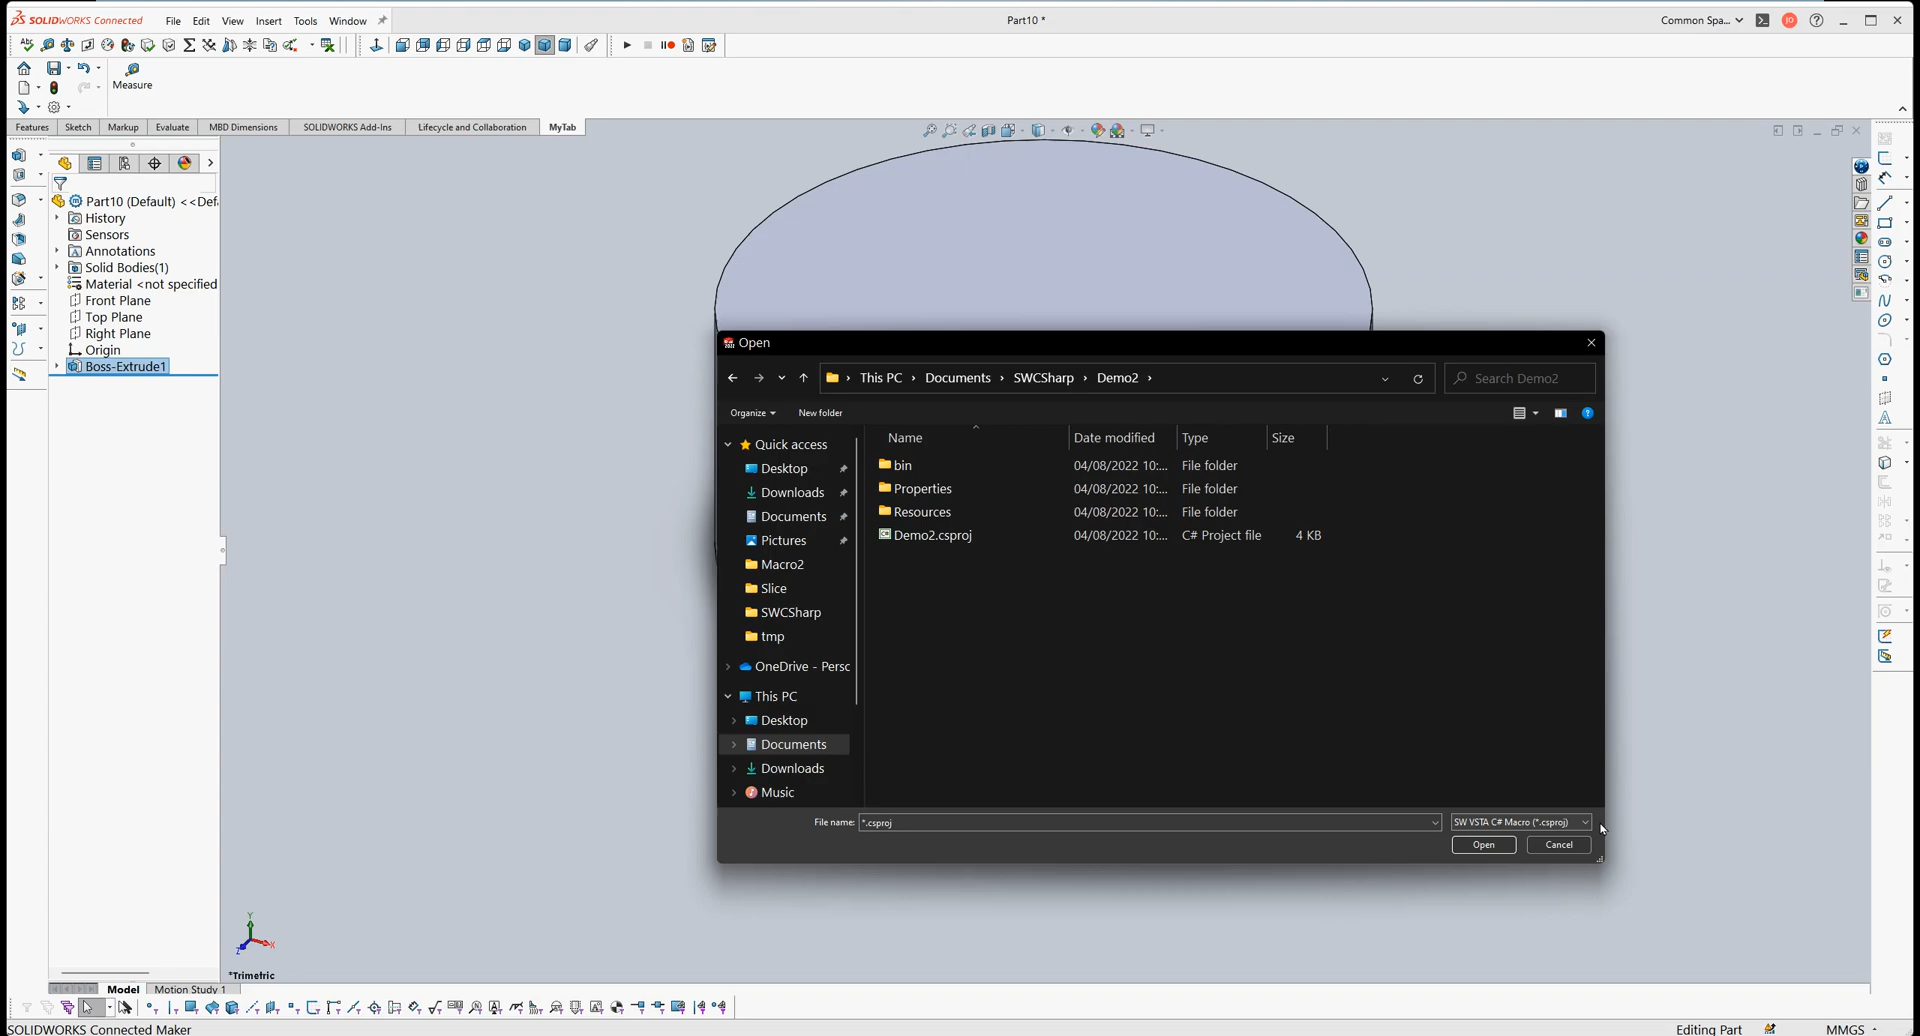 SOLIDWORKS Connected File Edit View Insert Tools Window Part10 * Common Spa...
Measure
Features Sketch Markup Evaluate MBD Dimensions SOLIDWORKS Add-Ins Lifecycle and Collaboration MyTab
Part10 (Default) <<Def
History
Sensors
Annotations
Solid Bodies(1)
Material <not specified
Front Plane
Top Plane
Right Plane
Origin
Boss-Extrude1
Open
This PC › Documents › SWCSharp › Demo2 ›
Search Demo2
Organize New folder
Name Date modified Type Size
bin 04/08/2022 10:... File folder
Properties 04/08/2022 10:... File folder
Resources 04/08/2022 10:... File folder
Demo2.csproj 04/08/2022 10:... C# Project file 4 KB
Quick access
Desktop
Downloads
Documents
Pictures
Macro2
Slice
SWCSharp
tmp
OneDrive - Persc
This PC
Desktop
Documents
Downloads
Music
File name: *.csproj SW VSTA C# Macro (*.csproj)
Open Cancel
Y
X
Z
*Trimetric
Model Motion Study 1
SOLIDWORKS Connected Maker Editing Part MMGS